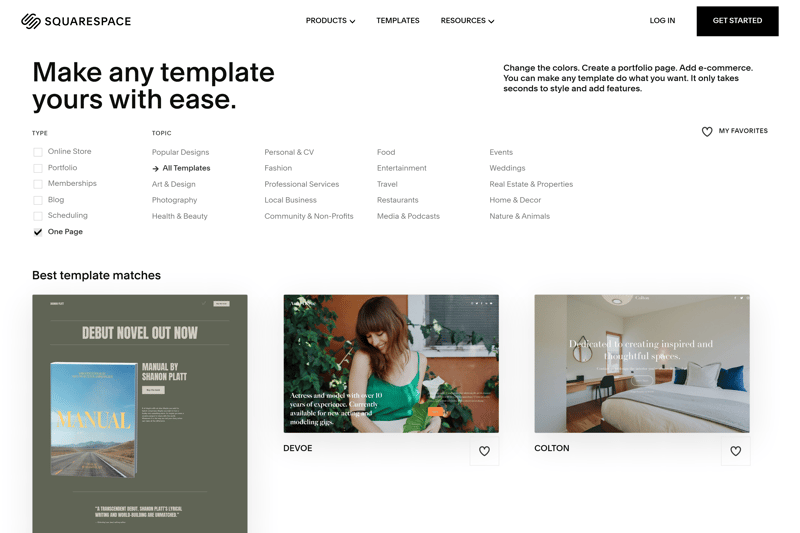 SQUARESPACE
PRODUCTS
TEMPLATES
RESOURCES
LOG IN
GET STARTED
Make any template
yours with ease.
Change the colors. Create a portfolio page. Add e-commerce.
You can make any template do what you want. It only takes
seconds to style and add features.
MY FAVORITES
TYPE
Online Store
Portfolio
Memberships
Blog
Scheduling
One Page
TOPIC
Popular Designs
All Templates
Art & Design
Photography
Health & Beauty
Personal & CV
Fashion
Professional Services
Local Business
Community & Non-Profits
Food
Entertainment
Travel
Restaurants
Media & Podcasts
Events
Weddings
Real Estate & Properties
Home & Decor
Nature & Animals
Best template matches
DEBUT NOVEL OUT NOW
MANUAL BY
SHANON PLATT
MANUAL
"A TRANSCENDENT DEBUT. SHANON PLATT'S LYRICAL
WRITING AND WORLD-BUILDING ARE UNMATCHED."
Actress and model with over 10
years of experience. Currently
available for new acting and
modeling gigs.
DEVOE
Colton
Dedicated to creating inspired and
thoughtful spaces.
COLTON